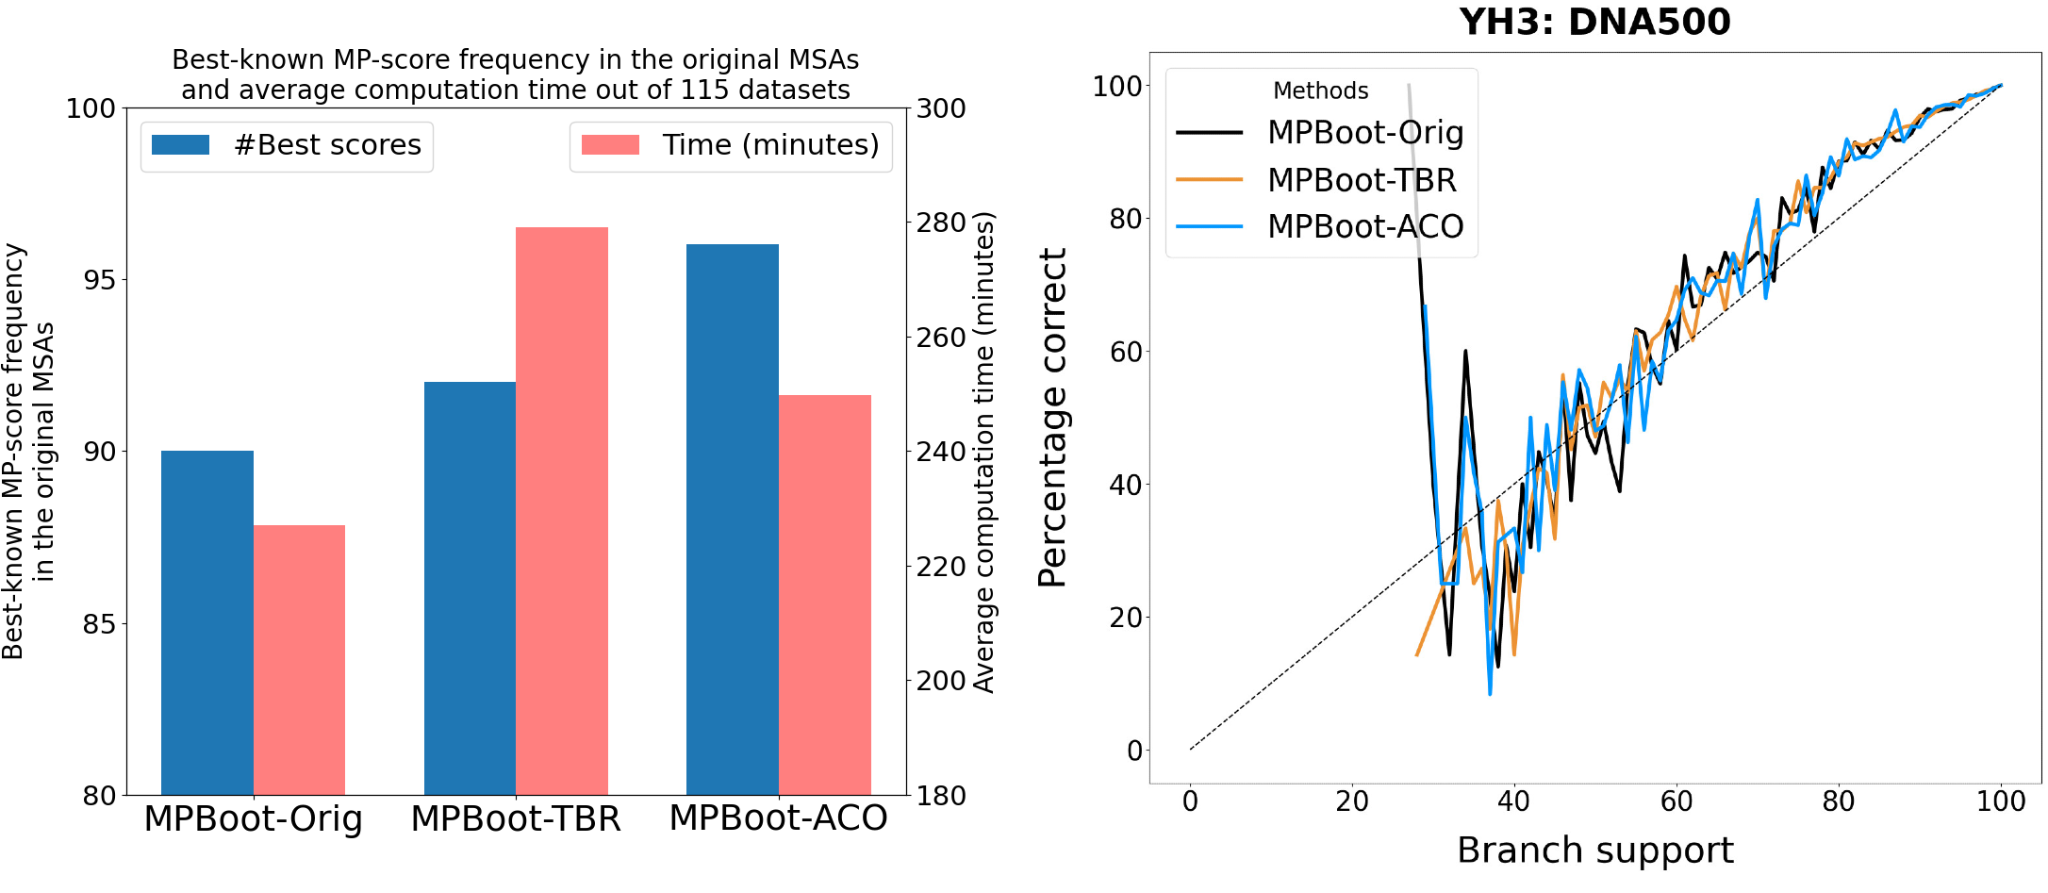 Best-known MP-score frequency in the original MSAs
and average computation time out of 115 datasets
#Best scores
Time (minutes)
Best-known MP-score frequency
in the original MSAs
100
95
90
85
80
300
280
260
240
220
200
180
Average computation time (minutes)
MPBoot-Orig
MPBoot-TBR
MPBoot-ACO
YH3: DNA500
Methods
MPBoot-Orig
MPBoot-TBR
MPBoot-ACO
Percentage correct
100
80
60
40
20
0
0
20
40
60
80
100
Branch support